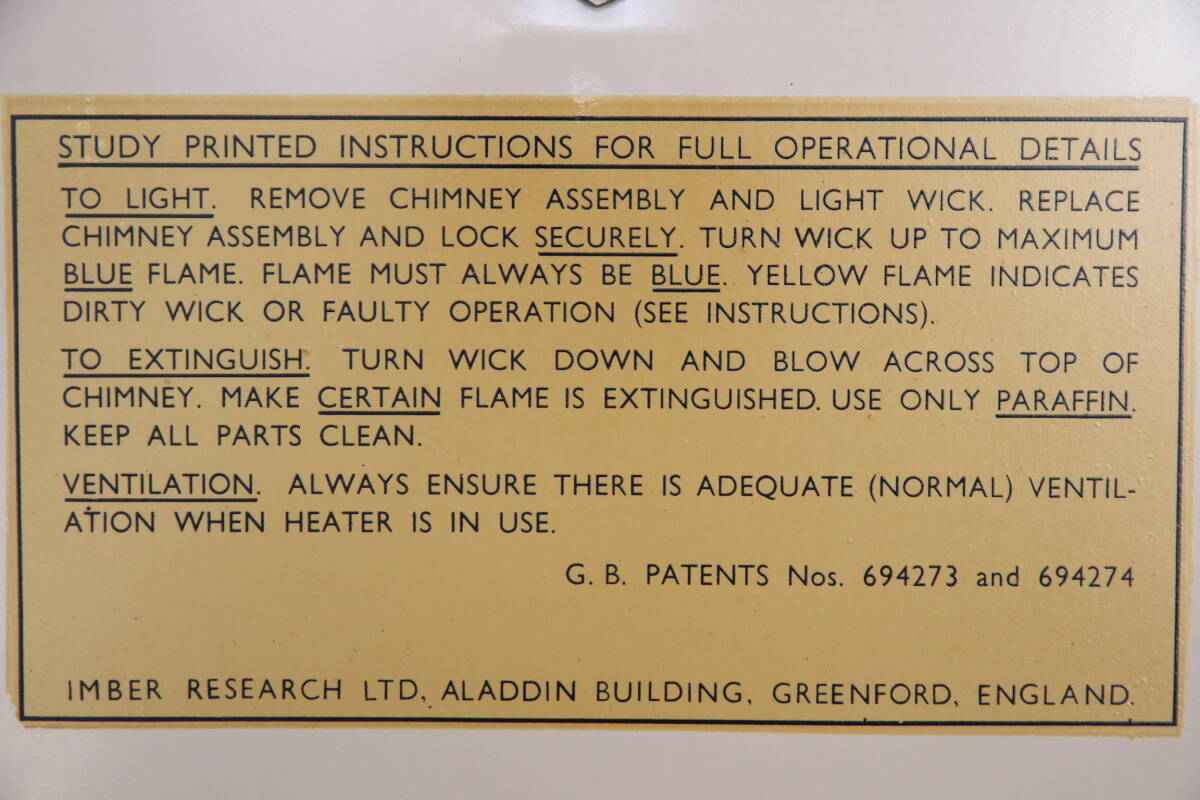 STUDY PRINTED INSTRUCTIONS FOR FULL OPERATIONAL DETAILS
TO LIGHT. REMOVE CHIMNEY ASSEMBLY AND LIGHT WICK. REPLACE
CHIMNEY ASSEMBLY AND LOCK SECURELY. TURN WICK UP TO MAXIMUM
BLUE FLAME. FLAME MUST ALWAYS BE BLUE. YELLOW FLAME INDICATES
DIRTY WICK OR FAULTY OPERATION (SEE INSTRUCTIONS).
TO EXTINGUISH. TURN WICK DOWN AND BLOW ACROSS TOP OF
CHIMNEY. MAKE CERTAIN FLAME IS EXTINGUISHED. USE ONLY PARAFFIN.
KEEP ALL PARTS CLEAN.
VENTILATION. ALWAYS ENSURE THERE IS ADEQUATE (NORMAL) VENTIL-
ATION WHEN HEATER IS IN USE.
G. B. PATENTS Nos. 694273 and 694274
IMBER RESEARCH LTD, ALADDIN BUILDING, GREENFORD, ENGLAND.